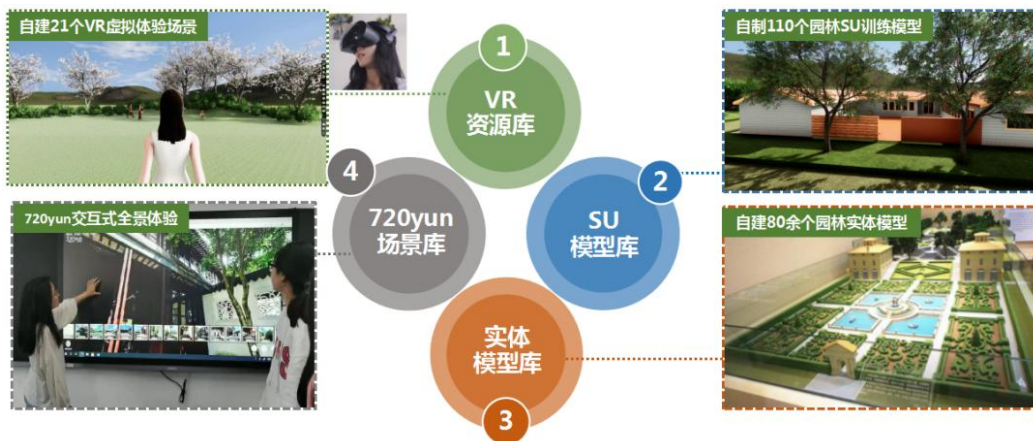 自建21个VR虚拟体验场景
自制110个园林SU训练模型
1
VR
资源库
4
2
720yun交互式全景体验
720yun
场景库
SU
模型库
自建80余个园林实体模型
实体
模型库
3